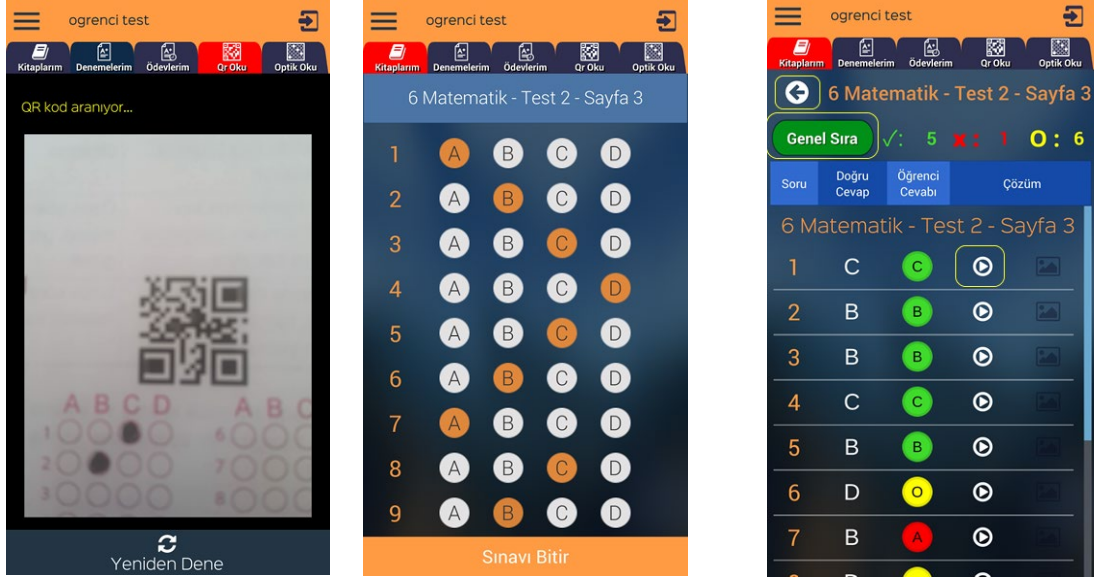 ogrenci test
Kitaplarım Denemelerim Ödevlerim Qr Oku Optik Oku
QR kod aranıyor...
A B C D A B C
1 6
2 7
3 8
Yeniden Dene
ogrenci test
Kitaplarım Denemelerim Ödevlerim Qr Oku Optik Oku
6 Matematik - Test 2 - Sayfa 3
1 A B C D
2 A B C D
3 A B C D
4 A B C D
5 A B C D
6 A B C D
7 A B C D
8 A B C D
9 A B C D
Sınavı Bitir
ogrenci test
Kitaplarım Denemelerim Ödevlerim Qr Oku Optik Oku
6 Matematik - Test 2 - Sayfa 3
Genel Sıra ✓: 5 x: 1 O: 6
Soru Doğru Cevap Öğrenci Cevabı Çözüm
6 Matematik - Test 2 - Sayfa 3
1 C C
2 B B
3 B B
4 C C
5 B B
6 D O
7 B A